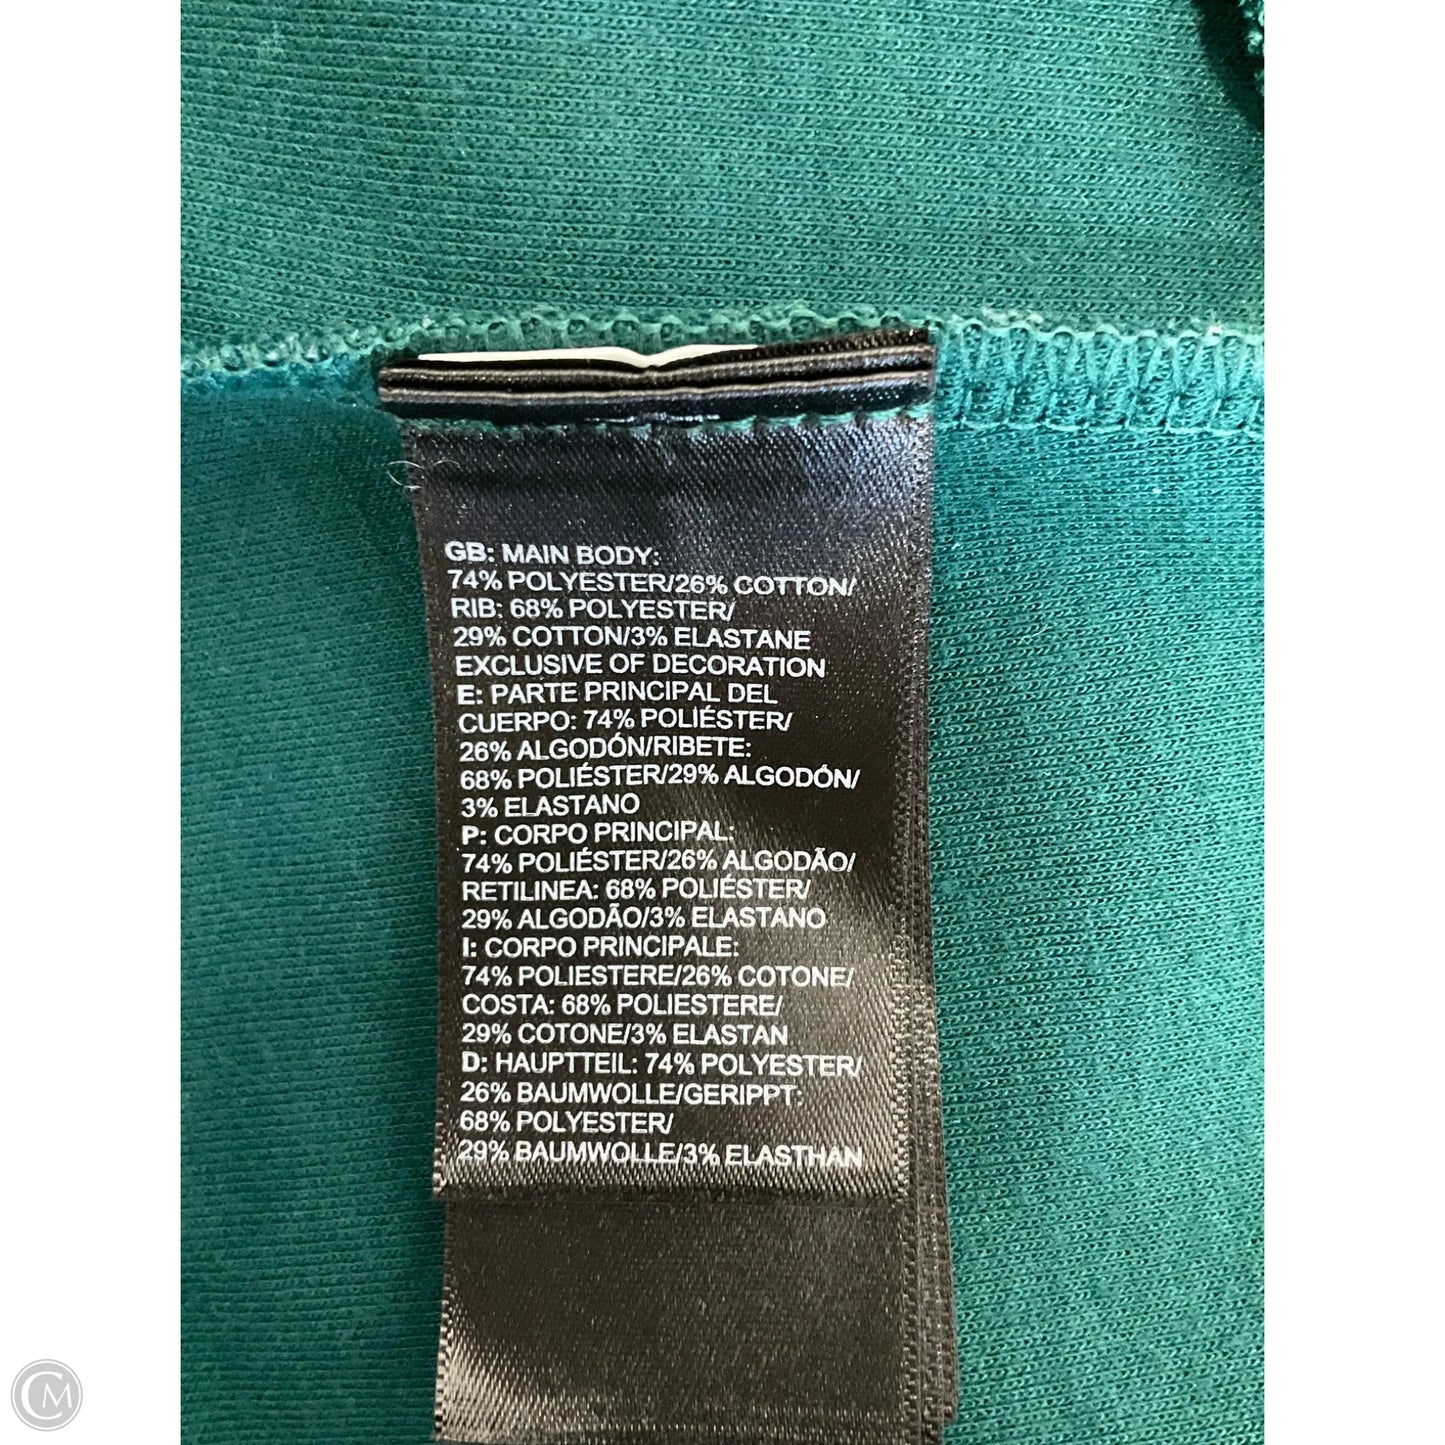 GB: MAIN BODY:
74% POLYESTER/26% COTTON/
RIB: 68% POLYESTER/
29% COTTON/3% ELASTANE
EXCLUSIVE OF DECORATION
E: PARTE PRINCIPAL DEL
CUERPO: 74% POLIÉSTER/
26% ALGODÓN/RIBETE:
68% POLIÉSTER/29% ALGODÓN/
3% ELASTANO
P: CORPO PRINCIPAL:
74% POLIÉSTER/26% ALGODÃO/
RETILINEA: 68% POLIÉSTER/
29% ALGODÃO/3% ELASTANO
I: CORPO PRINCIPALE:
74% POLIESTERE/26% COTONE/
COSTA: 68% POLIESTERE/
29% COTONE/3% ELASTAN
D: HAUPTTEIL: 74% POLYESTER/
26% BAUMWOLLE/GERIPPT:
68% POLYESTER/
29% BAUMWOLLE/3% ELASTHAN
CM